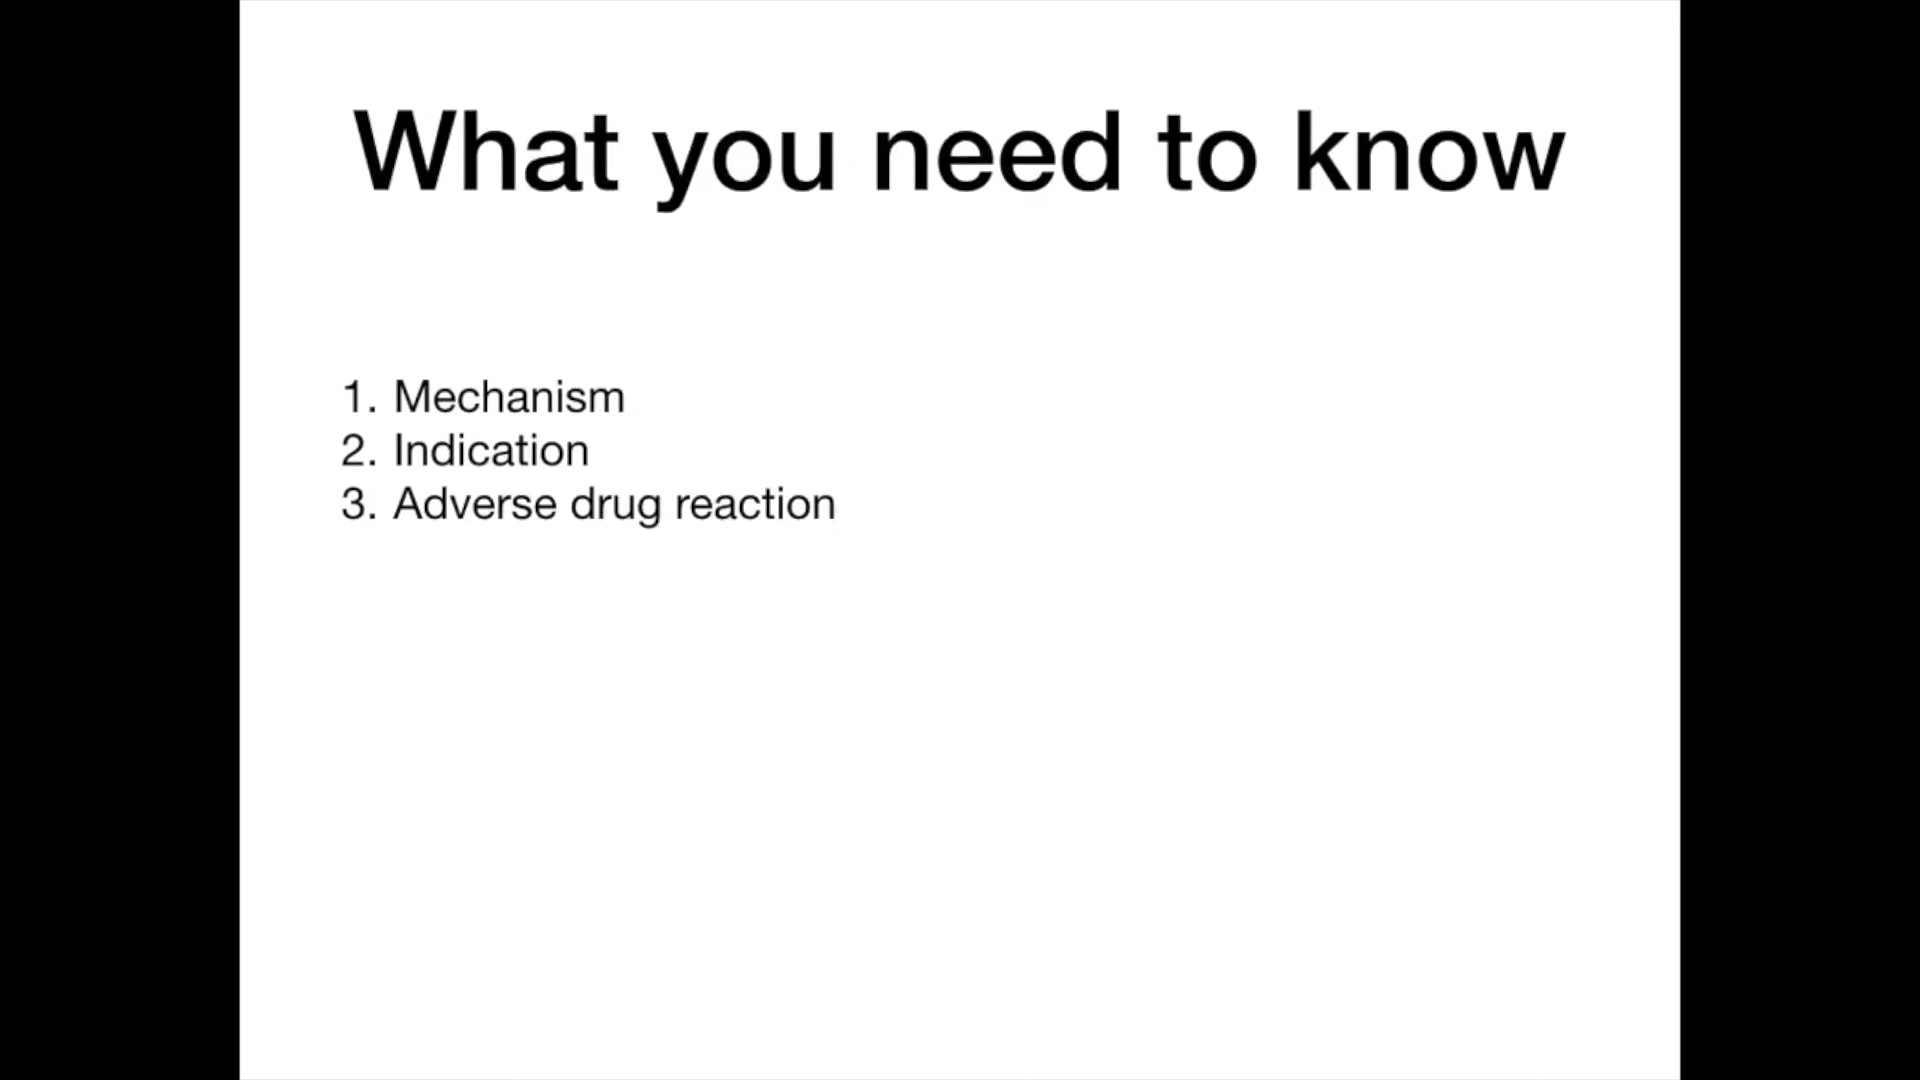 What you need to know
1. Mechanism
2. Indication
3. Adverse drug reaction